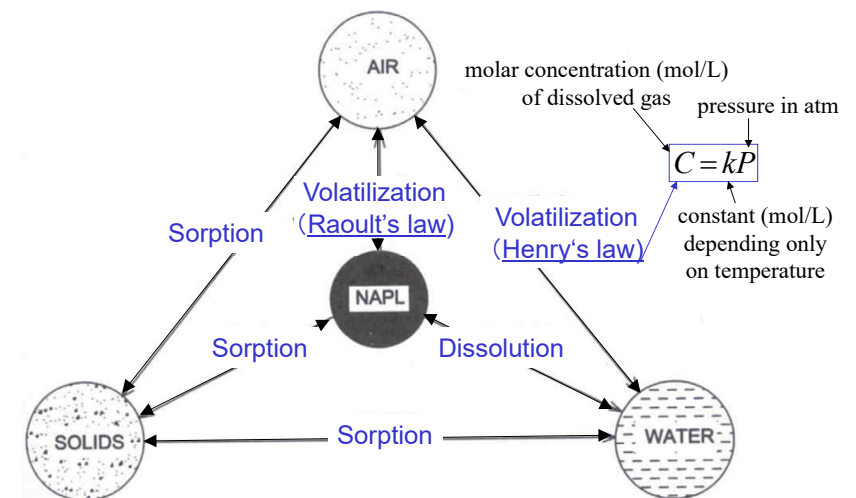 AIR
molar concentration (mol/L)
of dissolved gas
pressure in atm
C = kP
Volatilization
(Raoult's law)
Sorption
Volatilization
(Henry‘s law)
constant (mol/L)
depending only
on temperature
NAPL
Sorption
Dissolution
SOLIDS
Sorption
WATER